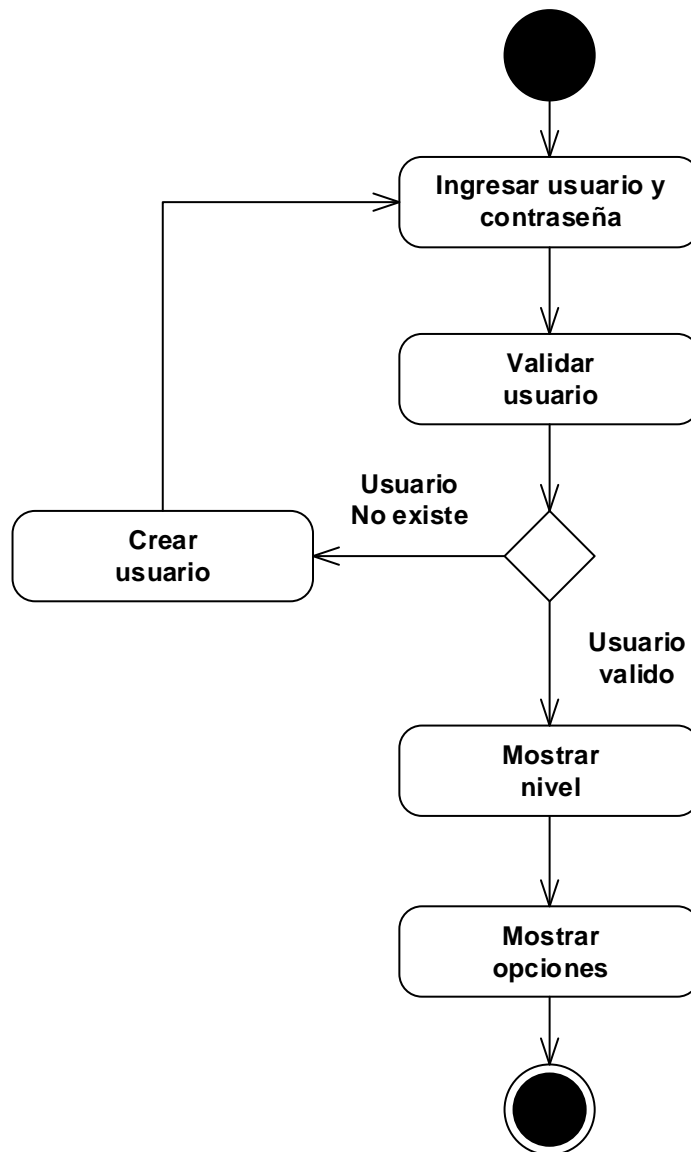 Ingresar usuario y
contraseña
Validar
usuario
Usuario
No existe
Crear
usuario
Usuario
valido
Mostrar
nivel
Mostrar
opciones